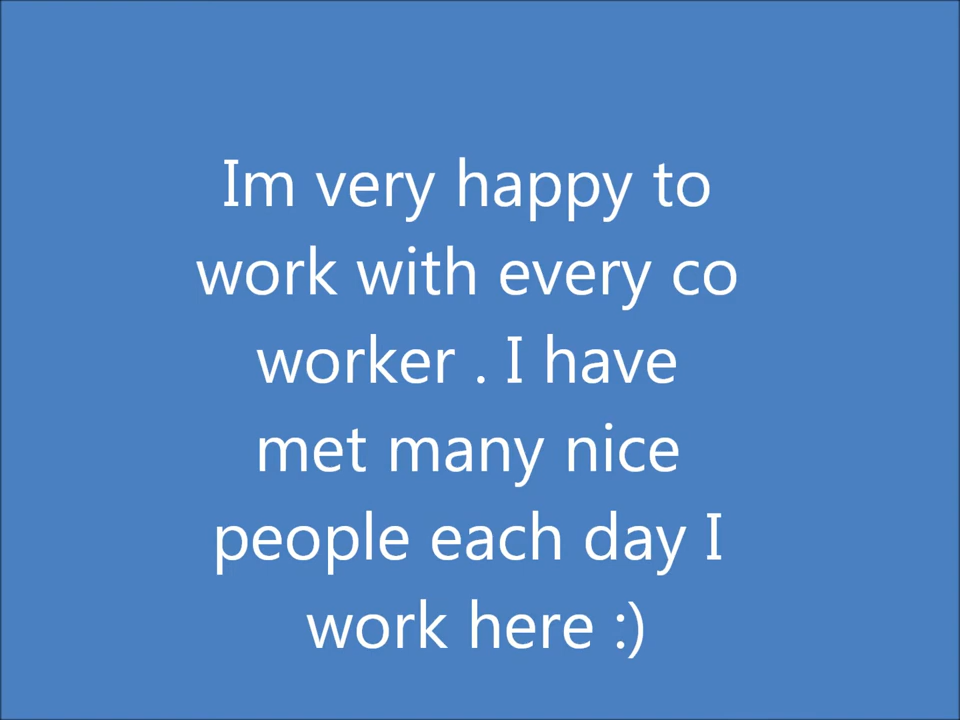 Im very happy to
work with every co
worker . I have
met many nice
people each day I
work here :)